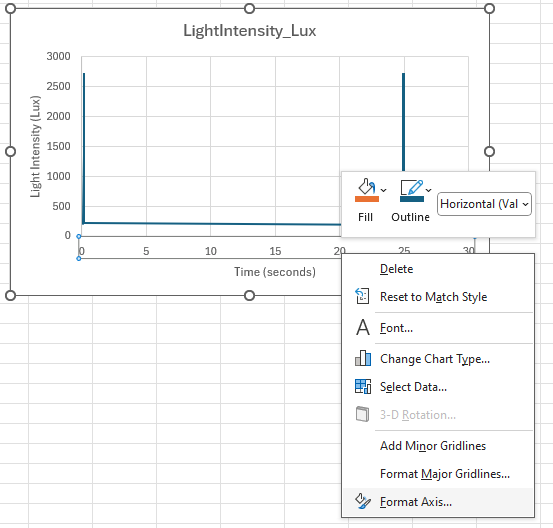 LightIntensity_Lux
3000
2500
2000
1500
1000
500
0
Light Intensity (Lux)
0 5 10 15 20 25 30
Time (seconds)
Fill
Outline
Horizontal (Val
Delete
Reset to Match Style
Font...
Change Chart Type...
Select Data...
3-D Rotation...
Add Minor Gridlines
Format Major Gridlines...
Format Axis...